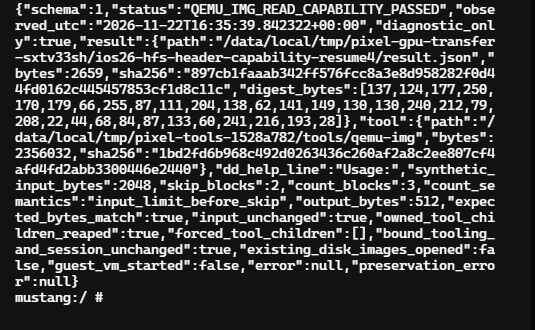 {"schema":1,"status":"QEMU_IMG_READ_CAPABILITY_PASSED","obse
rved_utc":"2026-11-22T16:35:39.842322+00:00","diagnostic_onl
y":true,"result":{"path":"/data/local/tmp/pixel-gpu-transfer
-sxtv33sh/ios26-hfs-header-capability-resume4/result.json","
bytes":2659,"sha256":"897cb1faaab342ff576fcc8a3e8d958282f0d4
4fd0162c445457853cf1d8c11c","digest_bytes":[137,124,177,250,
170,179,66,255,87,111,204,138,62,141,149,130,130,240,212,79,
208,22,44,68,84,87,133,60,241,216,193,28]},"tool":{"path":"/
data/local/tmp/pixel-tools-1528a782/tools/qemu-img","bytes":
2356032,"sha256":"1bd2fd6b968c492d0263436c260af2a8c2ee807cf4
afd4fd2abb3300446e2440"},"dd_help_line":"Usage:","synthetic_
input_bytes":2048,"skip_blocks":2,"count_blocks":3,"count_se
mantics":"input_limit_before_skip","output_bytes":512,"expec
ted_bytes_match":true,"input_unchanged":true,"owned_tool_chi
ldren_reaped":true,"forced_tool_children":[],"bound_tooling_
and_session_unchanged":true,"existing_disk_images_opened":fa
lse,"guest_vm_started":false,"error":null,"preservation_erro
r":null}
mustang:/ #